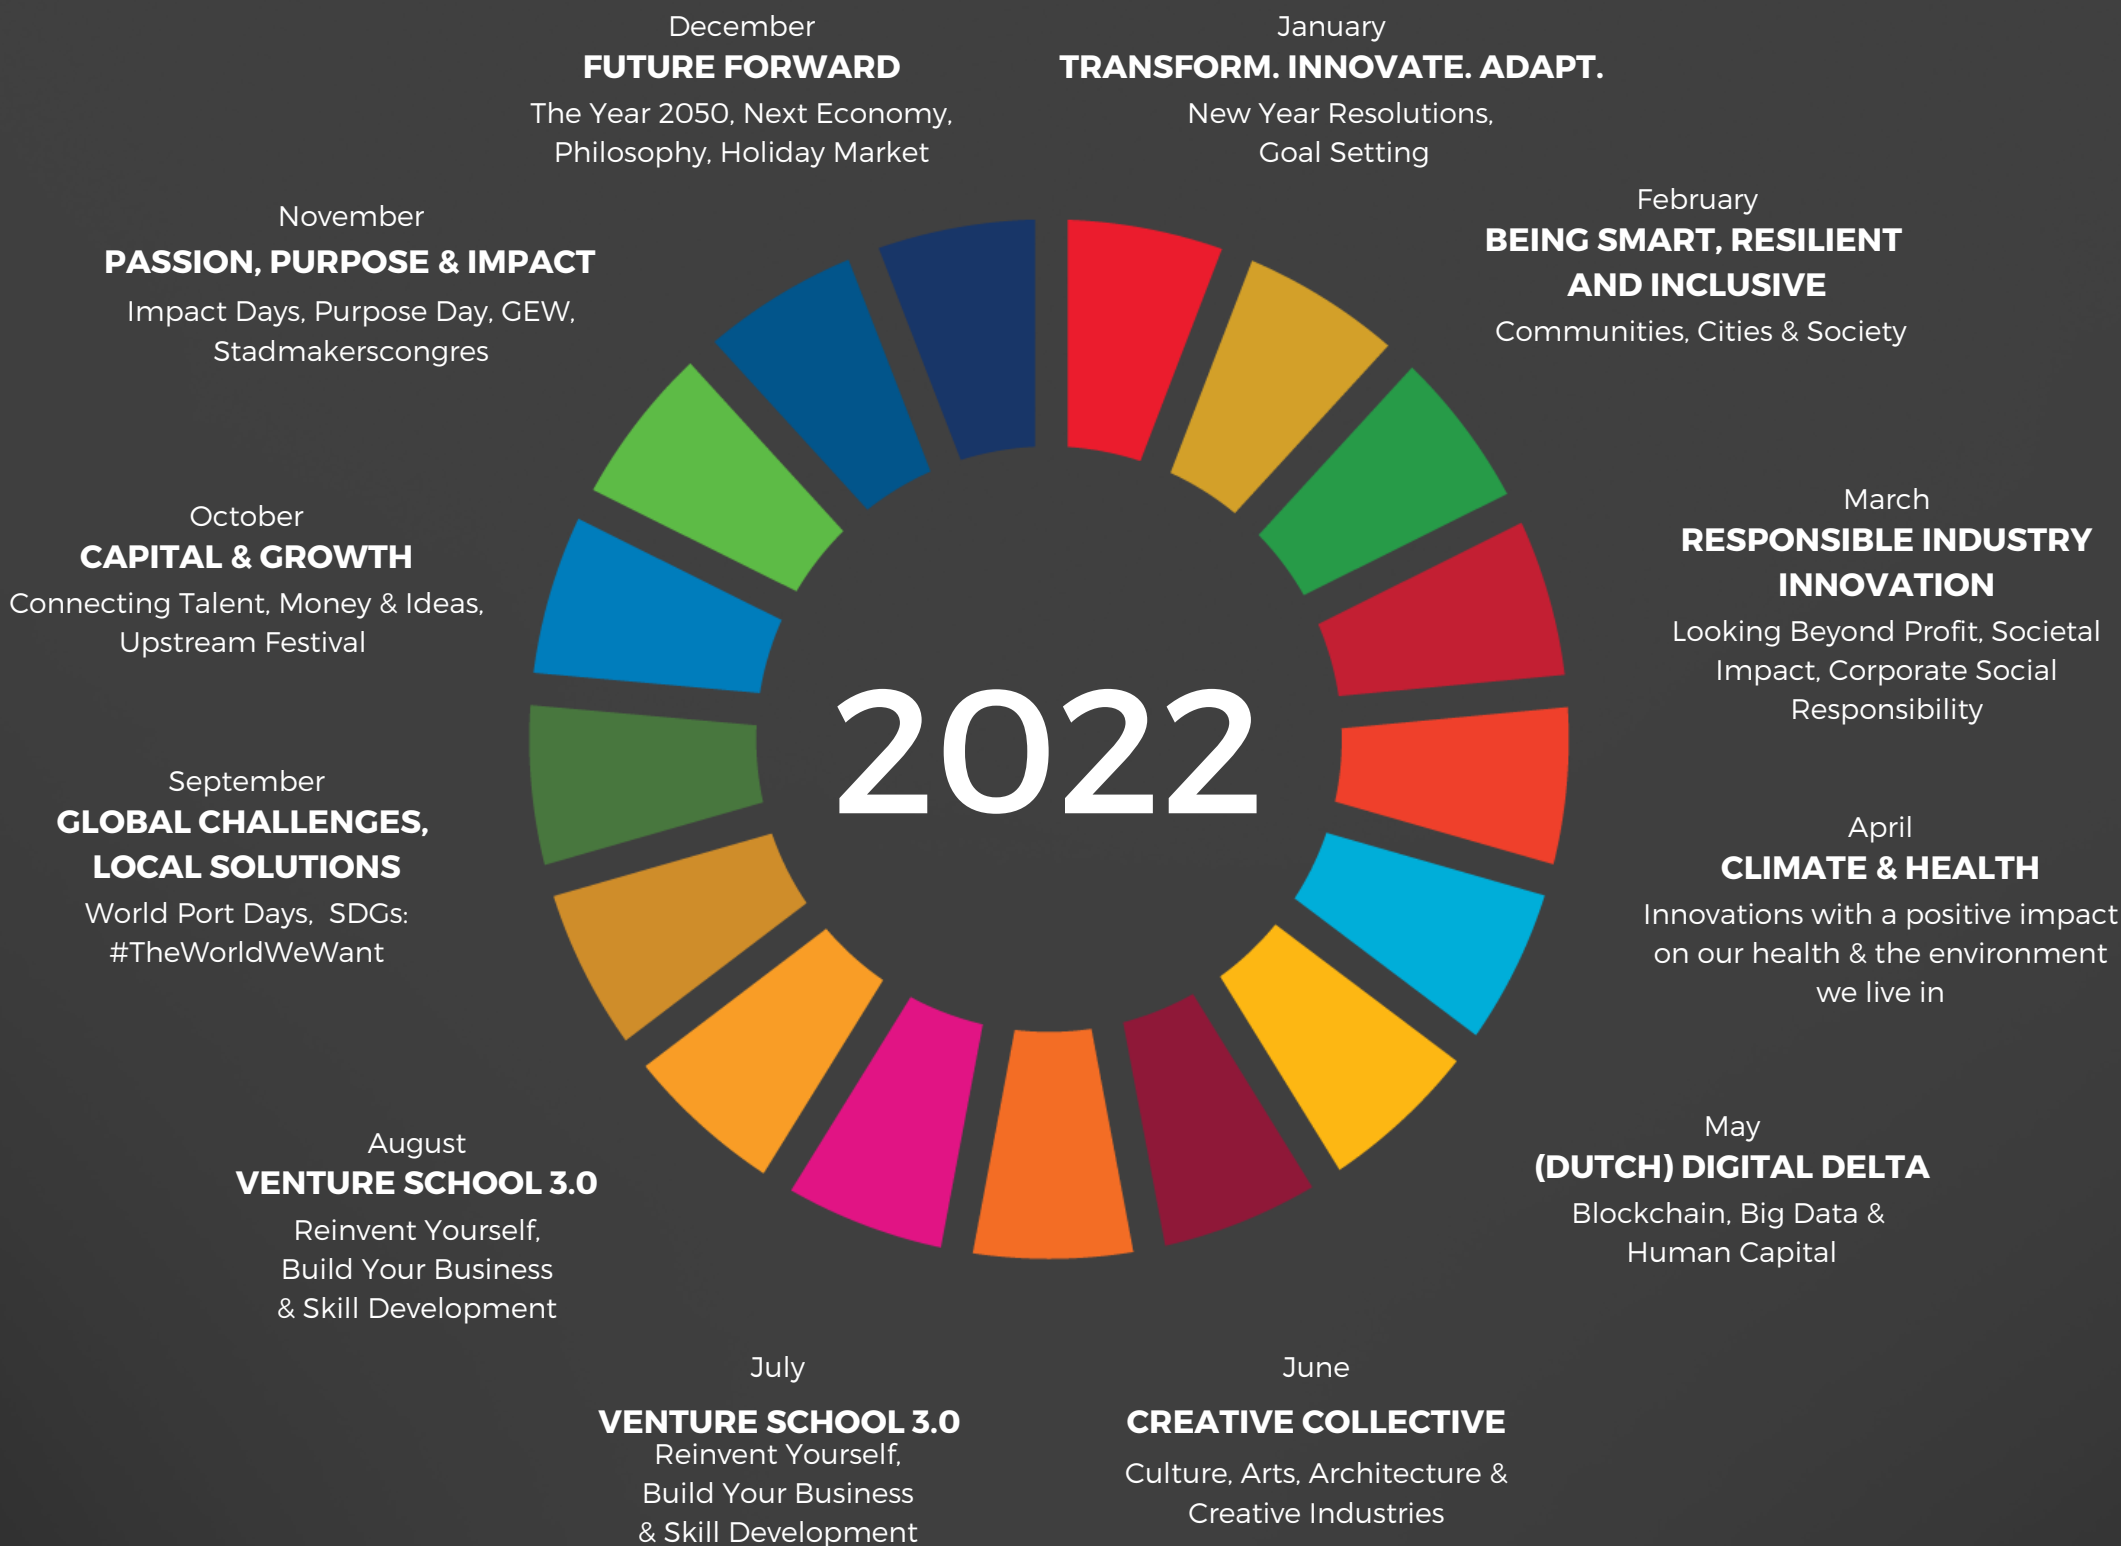 December
FUTURE FORWARD
The Year 2050, Next Economy,
Philosophy, Holiday Market
January
TRANSFORM. INNOVATE. ADAPT.
New Year Resolutions,
Goal Setting
February
BEING SMART, RESILIENT
AND INCLUSIVE
Communities, Cities & Society
March
RESPONSIBLE INDUSTRY
INNOVATION
Looking Beyond Profit, Societal
Impact, Corporate Social
Responsibility
April
CLIMATE & HEALTH
Innovations with a positive impact
on our health & the environment
we live in
May
(DUTCH) DIGITAL DELTA
Blockchain, Big Data &
Human Capital
June
CREATIVE COLLECTIVE
Culture, Arts, Architecture &
Creative Industries
July
VENTURE SCHOOL 3.0
Reinvent Yourself,
Build Your Business
& Skill Development
August
VENTURE SCHOOL 3.0
Reinvent Yourself,
Build Your Business
& Skill Development
September
GLOBAL CHALLENGES,
LOCAL SOLUTIONS
World Port Days, SDGs:
#TheWorldWeWant
October
CAPITAL & GROWTH
Connecting Talent, Money & Ideas,
Upstream Festival
November
PASSION, PURPOSE & IMPACT
Impact Days, Purpose Day, GEW,
Stadmakerscongres
2022